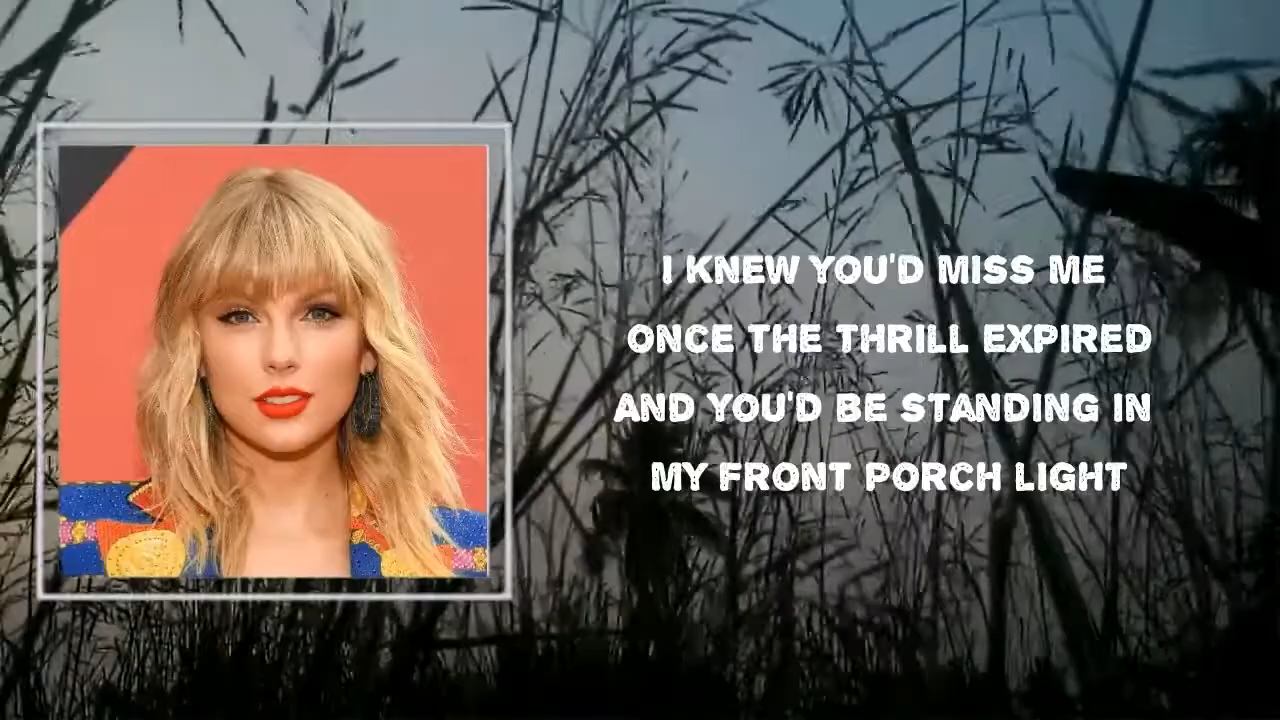 I KNEW YOU'D MISS ME
ONCE THE THRILL EXPIRED
AND YOU'D BE STANDING IN
MY FRONT PORCH LIGHT